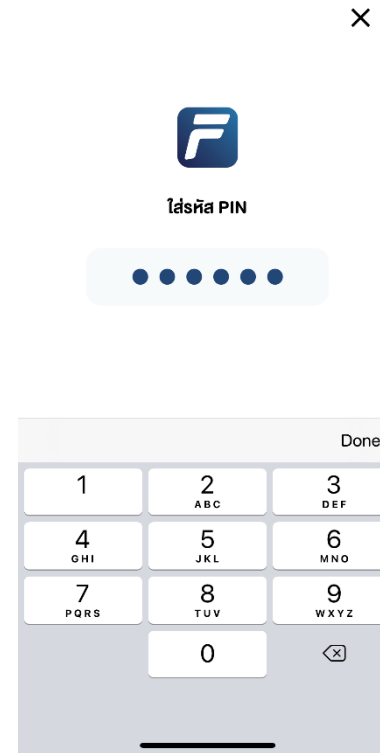 ใส่รหัส PIN
Done
1 2 3
ABC DEF
4 5 6
GHI JKL MNO
7 8 9
PQRS TUV WXYZ
0